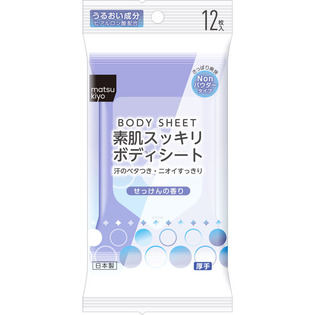 うるおい成分
ヒアルロン酸配合
12枚入
matsu
kiyo
さっぱり爽快
Non
パウダー
タイプ
BODY SHEET
素肌スッキリ
ボディシート
汗のベタつき・ニオイすっきり
せっけんの香り
日本製
厚手